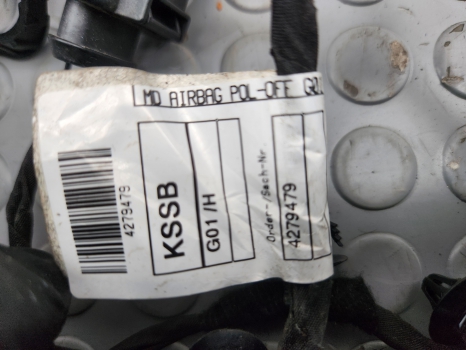 MD AIRBAG POL-OFF
4279479
KSSB
G01/H
Order-/Sach-Nr
4279479